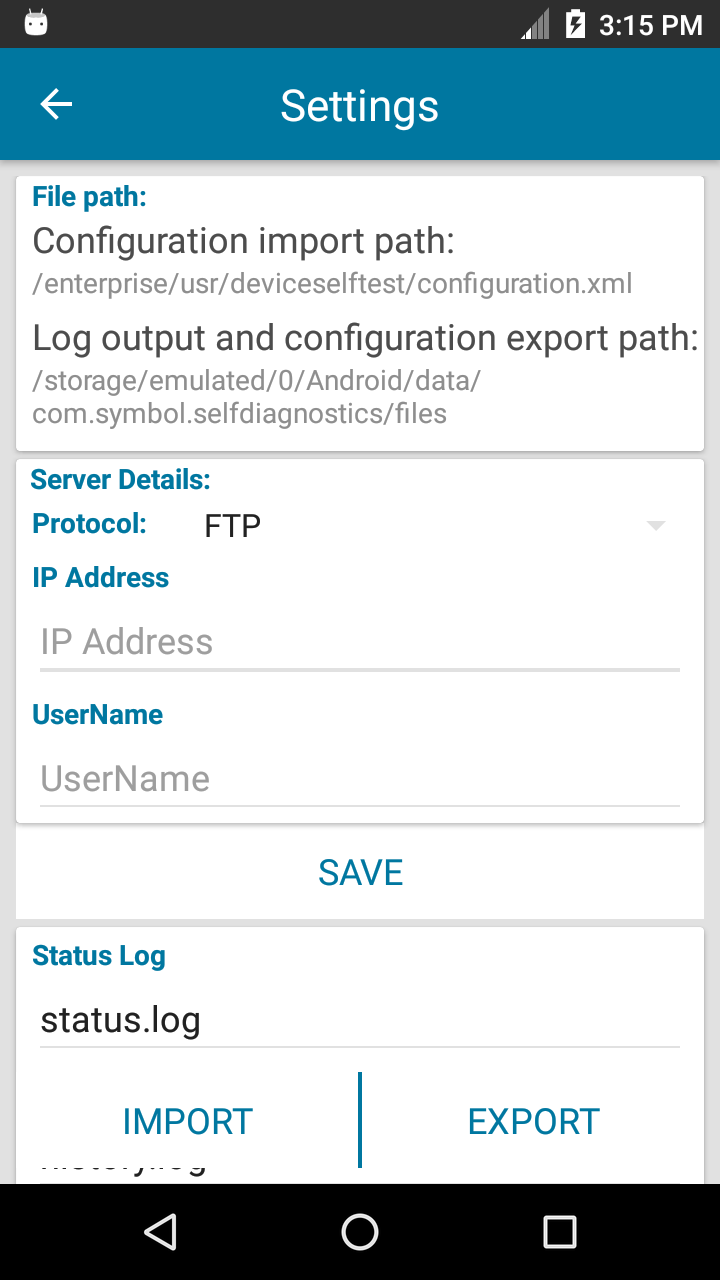 3:15 PM
Settings
File path:
Configuration import path:
/enterprise/usr/deviceselftest/configuration.xml
Log output and configuration export path:
/storage/emulated/0/Android/data/
com.symbol.selfdiagnostics/files
Server Details:
Protocol: FTP
IP Address
IP Address
UserName
UserName
SAVE
Status Log
status.log
IMPORT EXPORT